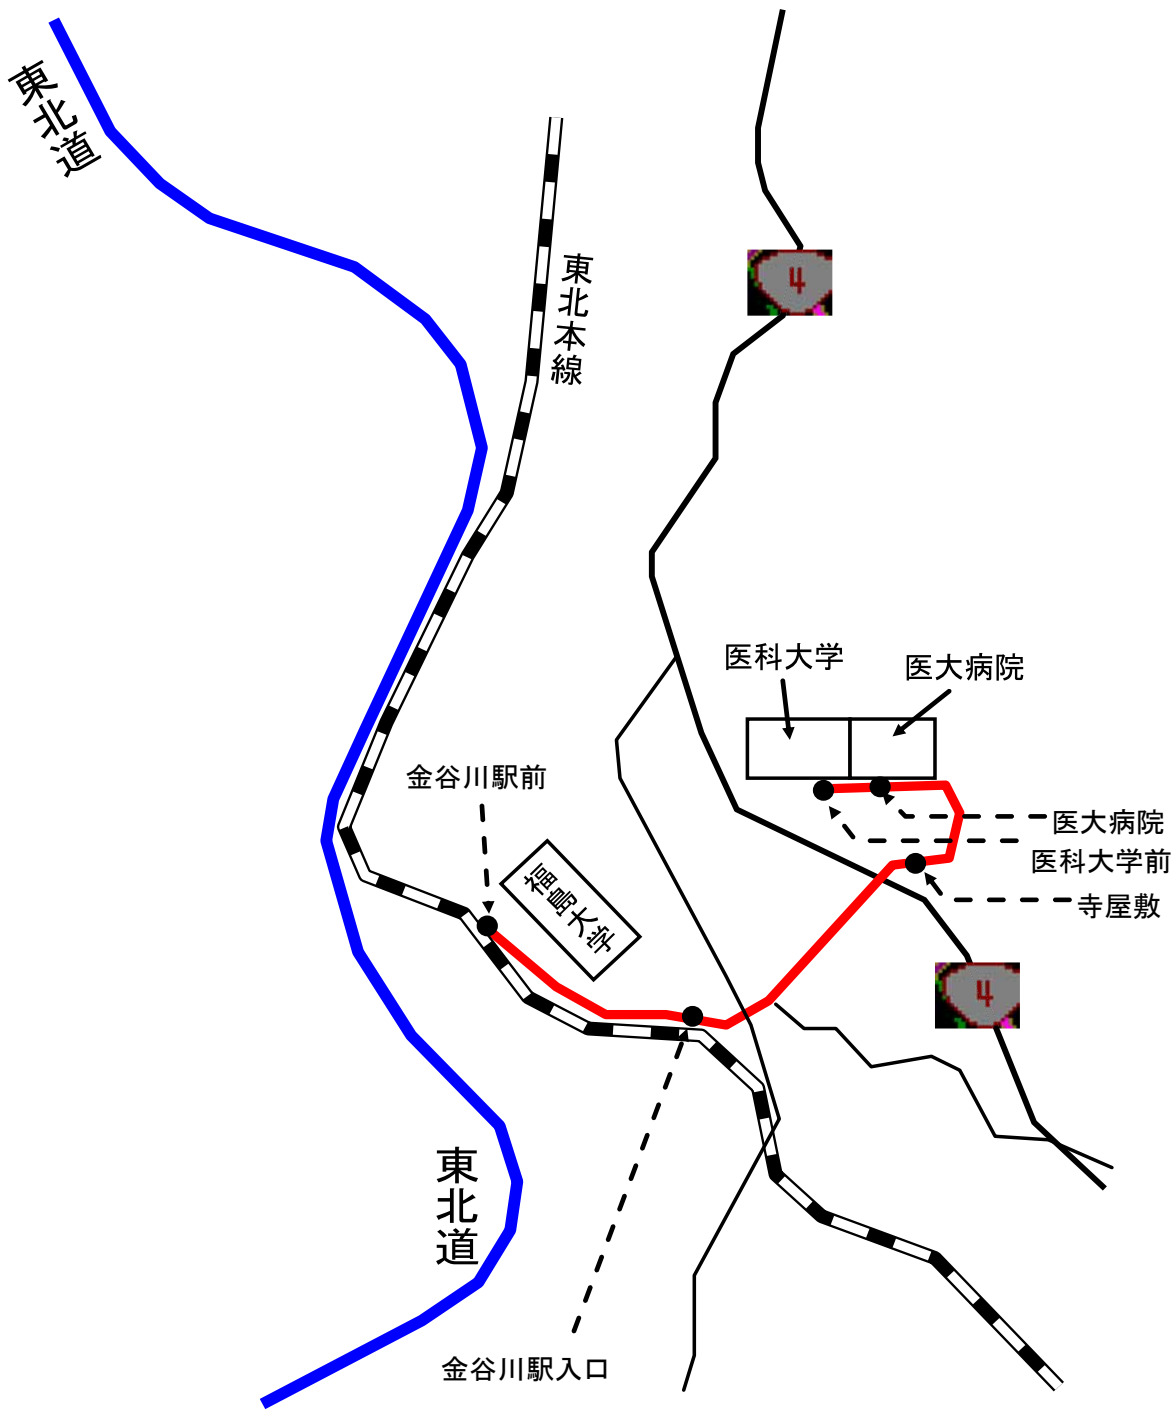 東北道
4
東北本線
医科大学
医大病院
金谷川駅前
医大病院
福島大学
医科大学前
寺屋敷
4
東北道
金谷川駅入口